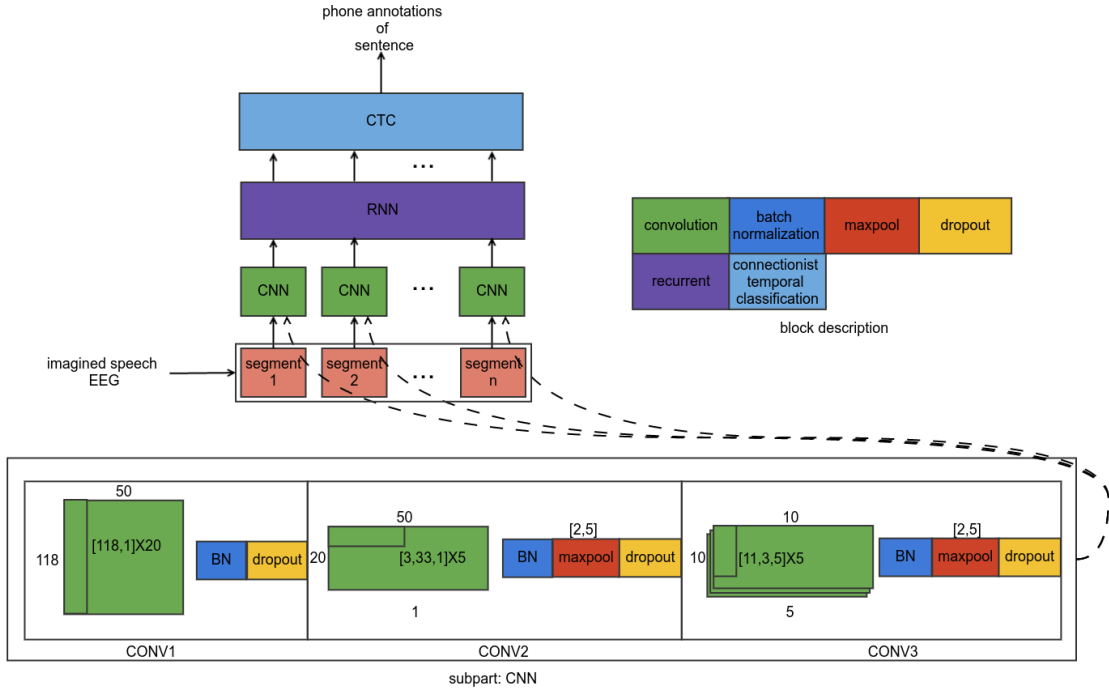 phone annotations
of
sentence
CTC
...
RNN
CNN
CNN
...
CNN
imagined speech
EEG
segment
1
segment
2
...
segment
n
convolution
batch
normalization
maxpool
dropout
recurrent
connectionist
temporal
classification
block description
50
118
[118,1]X20
BN
dropout
CONV1
50
20
[3,33,1]X5
1
[2,5]
BN
maxpool
dropout
CONV2
10
10
[11,3,5]X5
5
[2,5]
BN
maxpool
dropout
CONV3
subpart: CNN